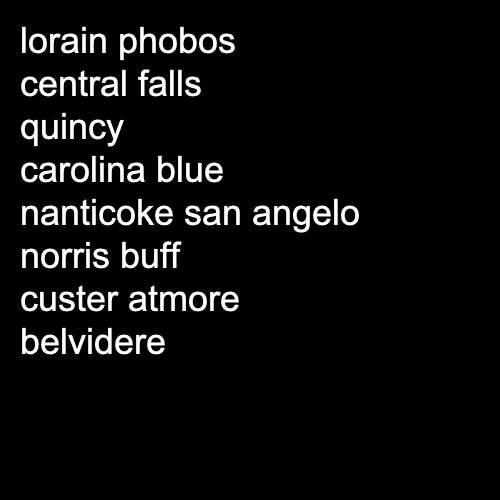 lorain phobos
central falls
quincy
carolina blue
nanticoke san angelo
norris buff
custer atmore
belvidere